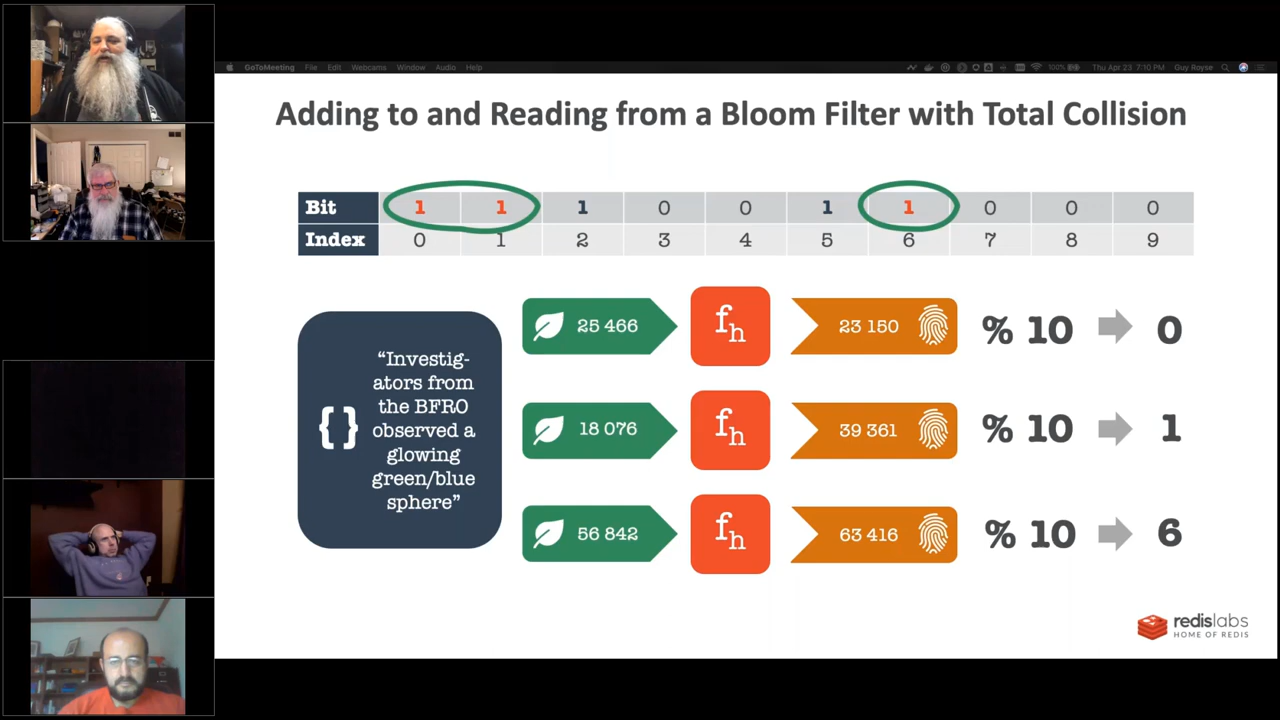 GoToMeeting File Edit Webcams Window Audio Help 100% Thu Apr 23 7:10 PM Guy Royse
Adding to and Reading from a Bloom Filter with Total Collision
Bit 1 1 1 0 0 1 1 0 0 0
Index 0 1 2 3 4 5 6 7 8 9
{} "Investig-
ators from
the BFRO
observed a
glowing
green/blue
sphere"
25 466 fh 23 150 % 10 0
18 076 fh 39 361 % 10 1
56 842 fh 63 416 % 10 6
redislabs
HOME OF REDIS